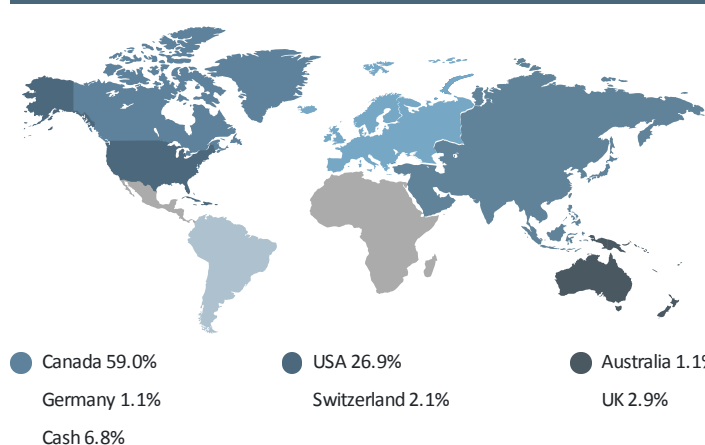 Canada 59.0%
USA 26.9%
Australia 1.1%
Germany 1.1%
Switzerland 2.1%
UK 2.9%
Cash 6.8%